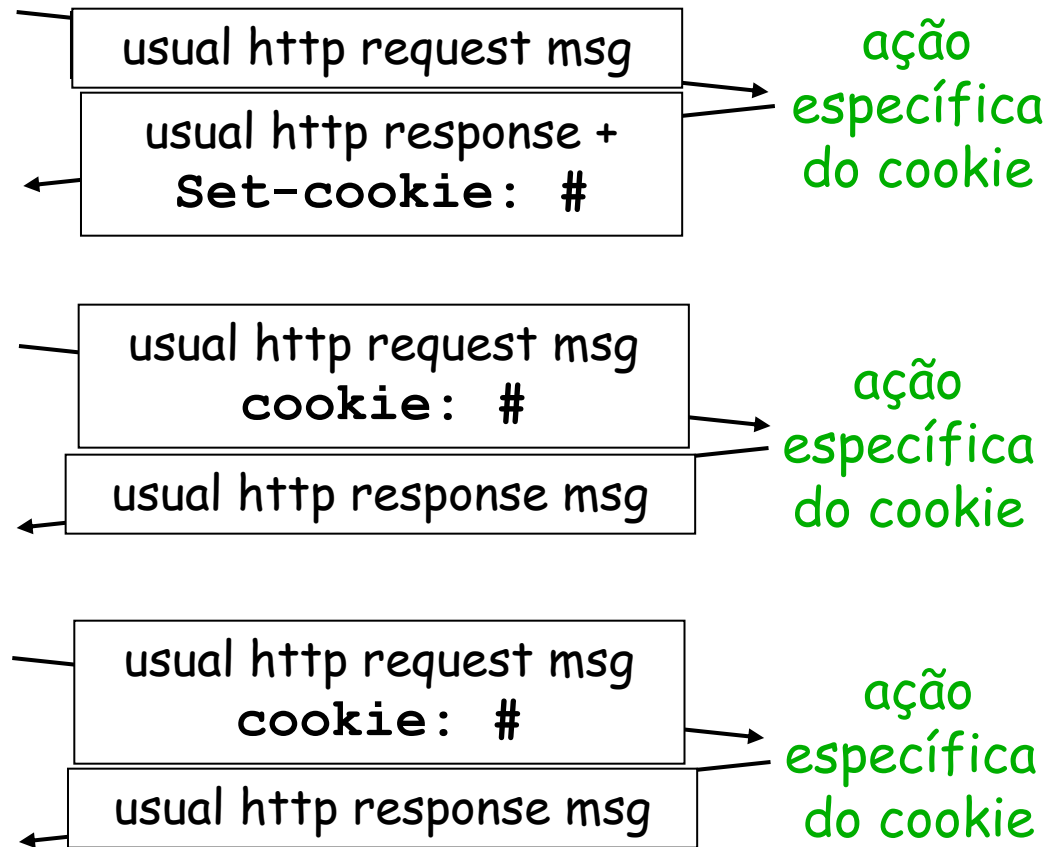 usual http request msg
ação
específica
do cookie
usual http response +
Set-cookie: #
usual http request msg
cookie: #
ação
específica
do cookie
usual http response msg
usual http request msg
cookie: #
ação
específica
do cookie
usual http response msg